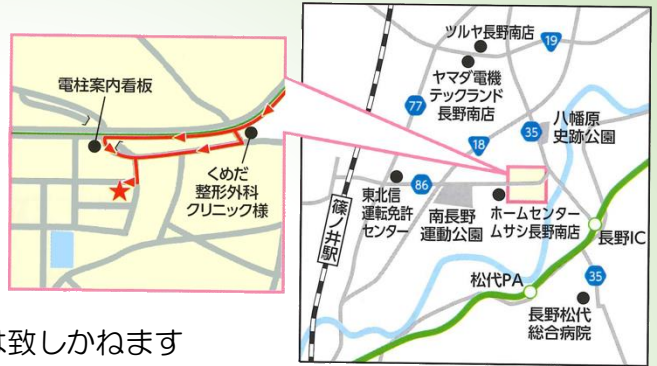 電柱案内看板
くめだ
整形外科
クリニック様
ツルヤ長野南店
19
ヤマダ電機
テックランド
長野南店
77
18
35
八幡原
史跡公園
86
東北信
運転免許
センター
南長野
運動公園
ホームセンター
ムサシ長野南店
篠ノ井駅
長野IC
松代PA
35
長野松代
総合病院
致しかねます